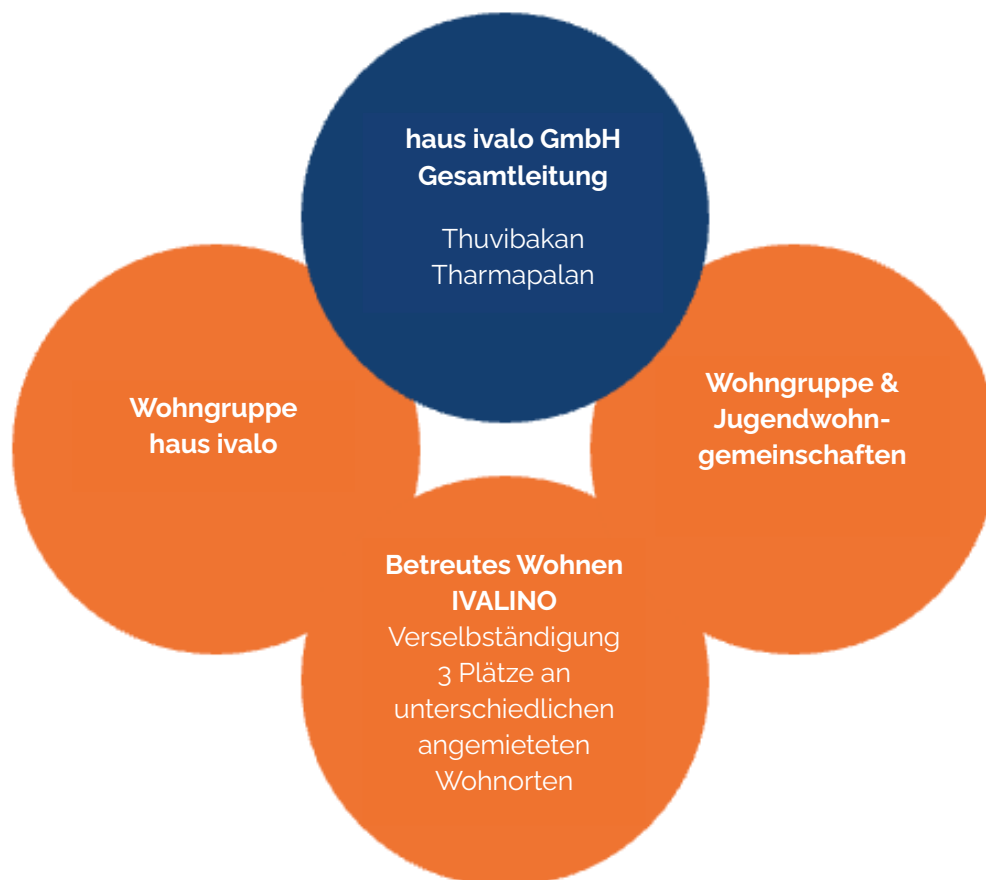 haus ivalo GmbH
Gesamtleitung
Thuvibakan
Tharmapalan
Wohngruppe
haus ivalo
Wohngruppe &
Jugendwohn-
gemeinschaften
Betreutes Wohnen
IVALINO
Verselbständigung
3 Plätze an
unterschiedlichen
angemieteten
Wohnorten